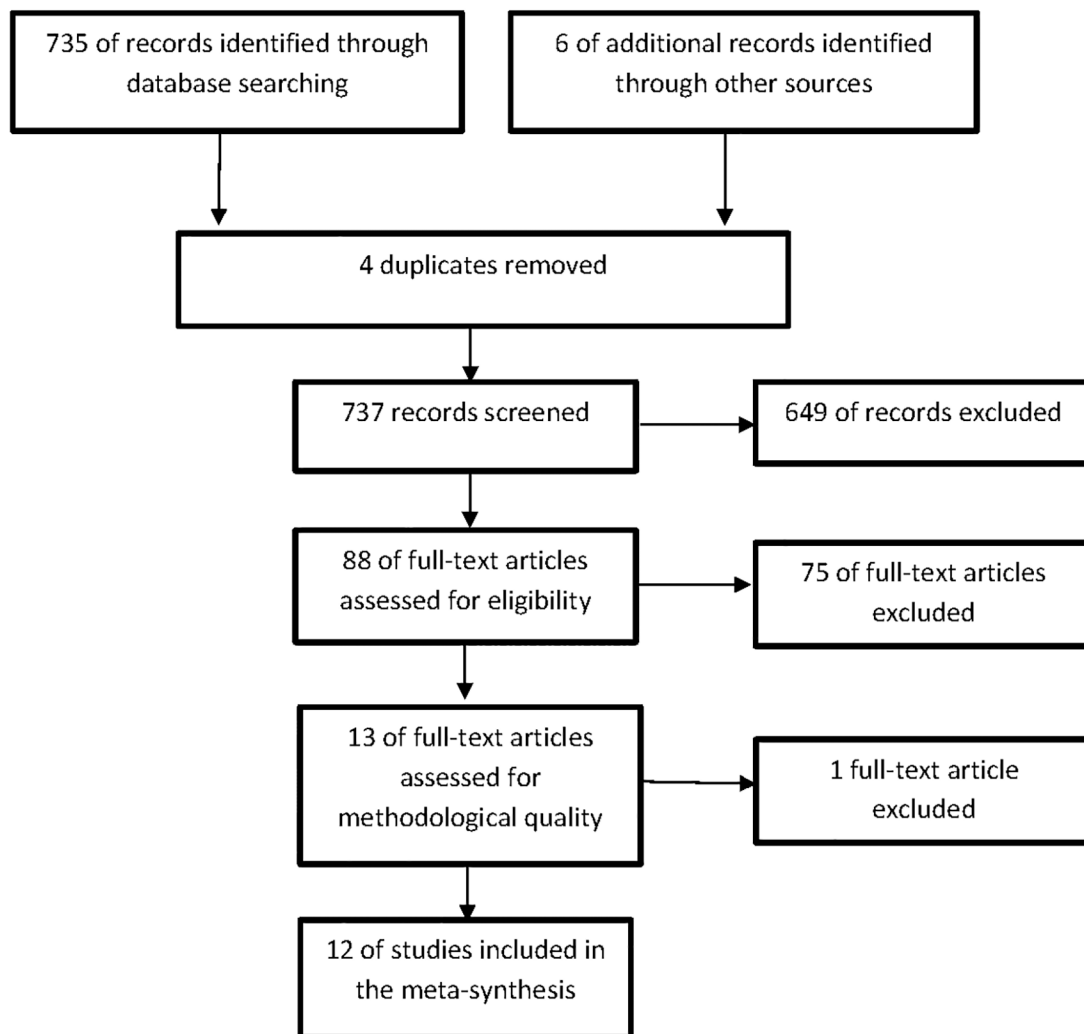 735 of records identified through
database searching
6 of additional records identified
through other sources
4 duplicates removed
737 records screened
649 of records excluded
88 of full-text articles
assessed for eligibility
75 of full-text articles
excluded
13 of full-text articles
assessed for
methodological quality
1 full-text article
excluded
12 of studies included in
the meta-synthesis